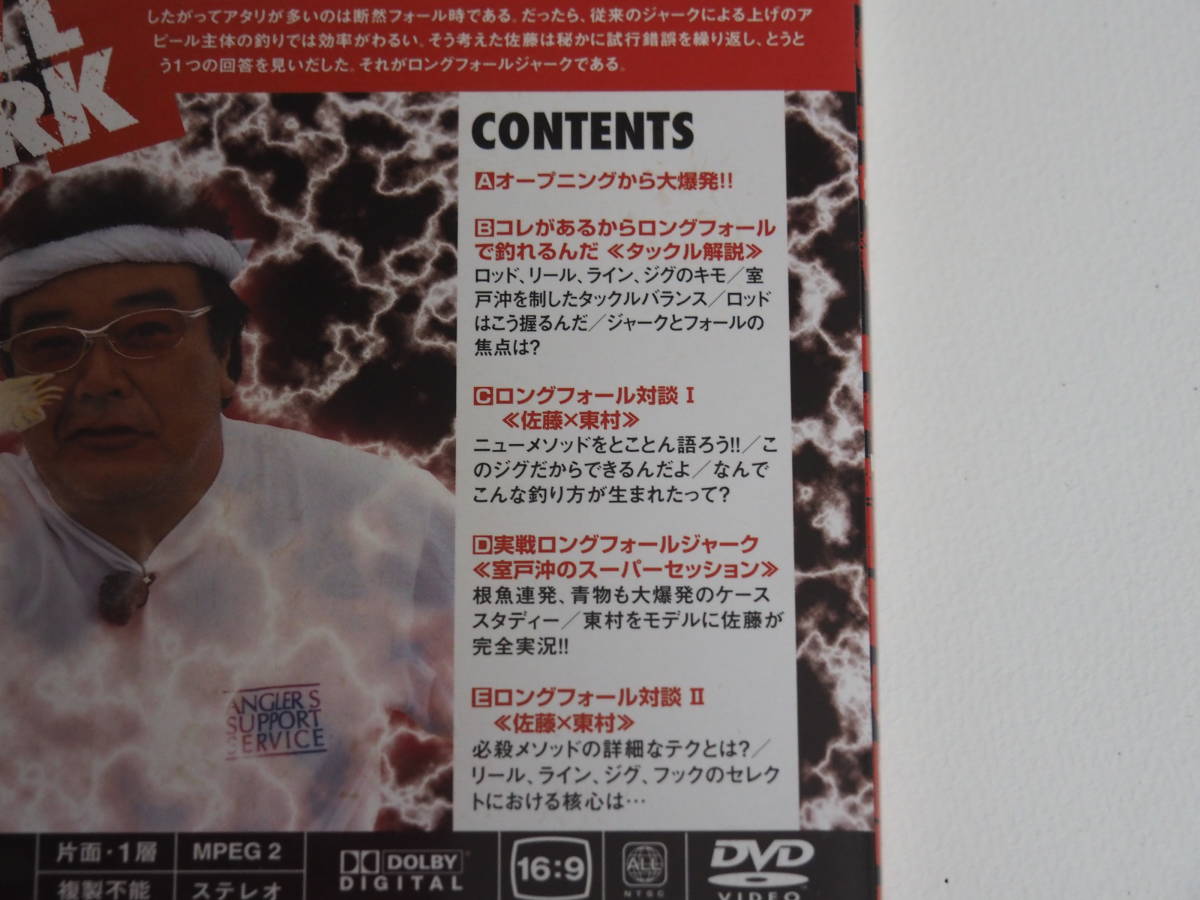 したがってアタリが多いのは断然フォール時である。だったら、従来のジャークによる上げのア
ピール主体の釣りでは効率がわるい。そう考えた佐藤は秘かに試行錯誤を繰り返し、とうと
う1つの回答を見いだした。それがロングフォールジャークである。
RK
CONTENTS
Aオープニングから大爆発!!
Bコレがあるからロングフォール
で釣れるんだ ≪タックル解説≫
ロッド、リール、ライン、ジグのキモ/室
戸沖を制したタックルバランス/ロッド
はこう握るんだ/ジャークとフォールの
焦点は?
Cロングフォール対談 I
≪佐藤×東村≫
ニューメソッドをとことん語ろう!!/こ
のジグだからできるんだよ/なんで
こんな釣り方が生まれたって?
D実戦ロングフォールジャーク
≪室戸沖のスーパーセッション≫
根魚連発、青物も大爆発のケース
スタディー/東村をモデルに佐藤が
完全実況!!
Eロングフォール対談 II
≪佐藤×東村≫
必殺メソッドの詳細なテクとは?/
リール、ライン、ジグ、フックのセレク
トにおける核心は…
ANGLERS
SUPPORT
SERVICE
片面・1層
MPEG 2
複製不能
ステレオ
DOLBY
DIGITAL
16:9
ALL
NTSC
DVD
VIDEO